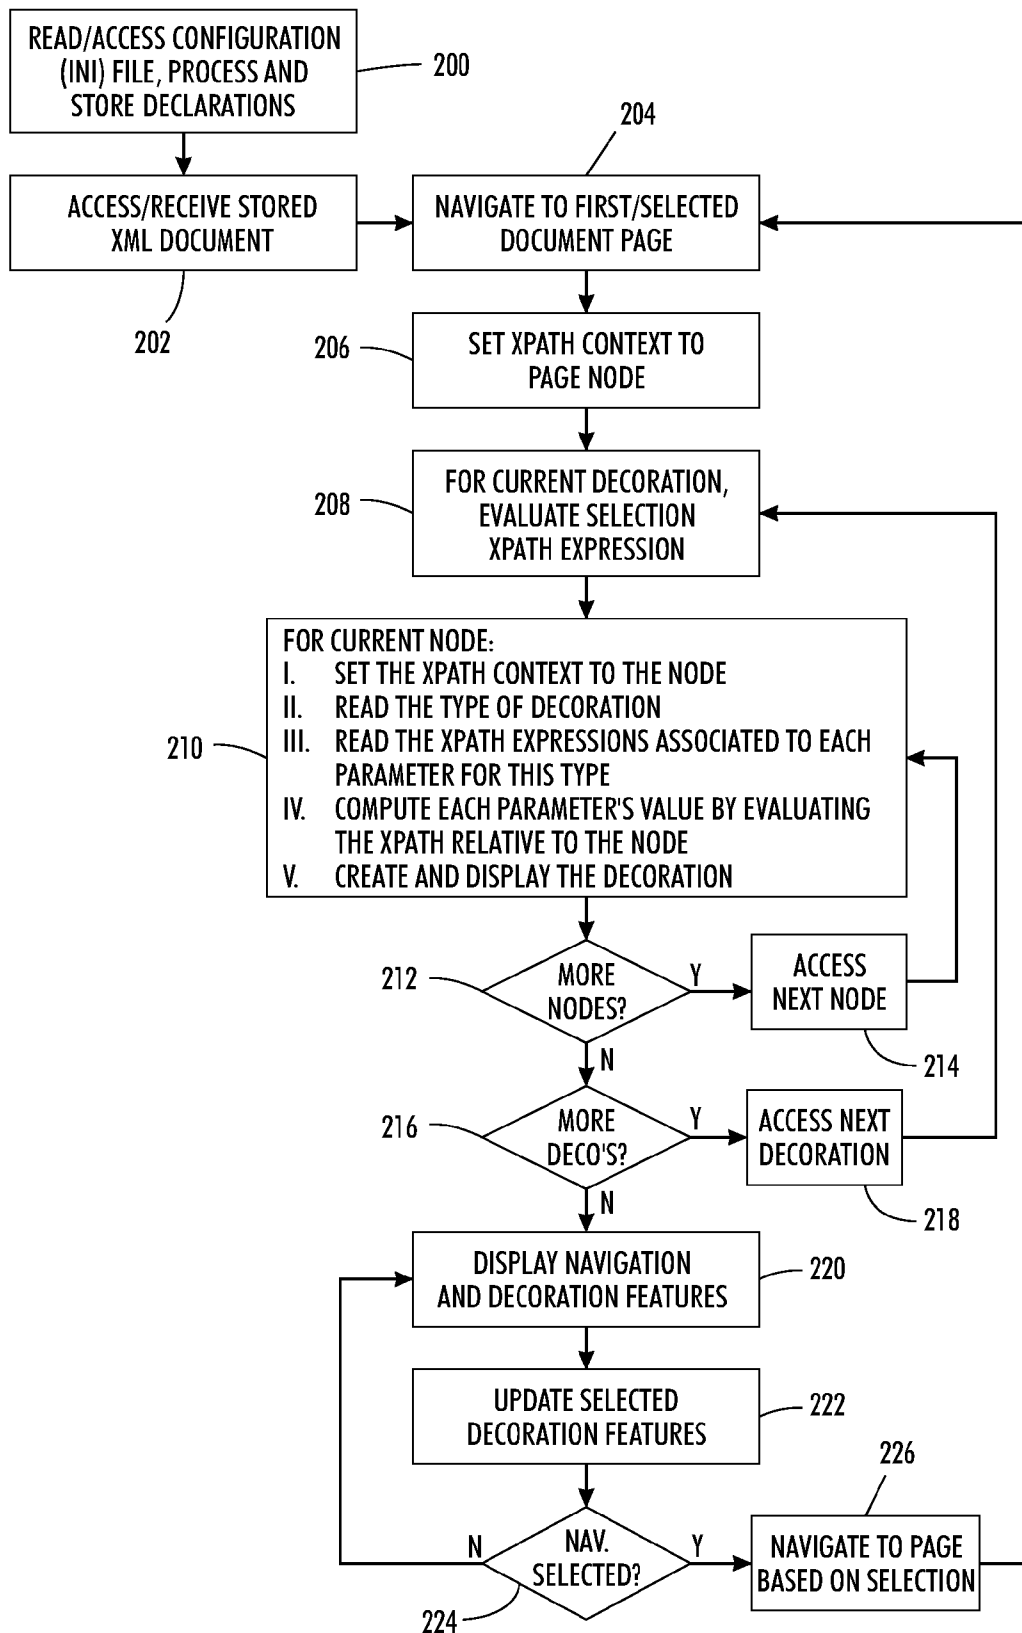 READ/ACCESS CONFIGURATION
(INI) FILE, PROCESS AND
STORE DECLARATIONS
200
ACCESS/RECEIVE STORED
XML DOCUMENT
202
204
NAVIGATE TO FIRST/SELECTED
DOCUMENT PAGE
206
SET XPATH CONTEXT TO
PAGE NODE
208
FOR CURRENT DECORATION,
EVALUATE SELECTION
XPATH EXPRESSION
210
FOR CURRENT NODE:
I. SET THE XPATH CONTEXT TO THE NODE
II. READ THE TYPE OF DECORATION
III. READ THE XPATH EXPRESSIONS ASSOCIATED TO EACH
PARAMETER FOR THIS TYPE
IV. COMPUTE EACH PARAMETER'S VALUE BY EVALUATING
THE XPATH RELATIVE TO THE NODE
V. CREATE AND DISPLAY THE DECORATION
212
MORE
NODES?
Y
N
ACCESS
NEXT NODE
214
216
MORE
DECO'S?
Y
N
ACCESS NEXT
DECORATION
218
DISPLAY NAVIGATION
AND DECORATION FEATURES
220
UPDATE SELECTED
DECORATION FEATURES
222
NAV.
SELECTED?
N
Y
224
226
NAVIGATE TO PAGE
BASED ON SELECTION